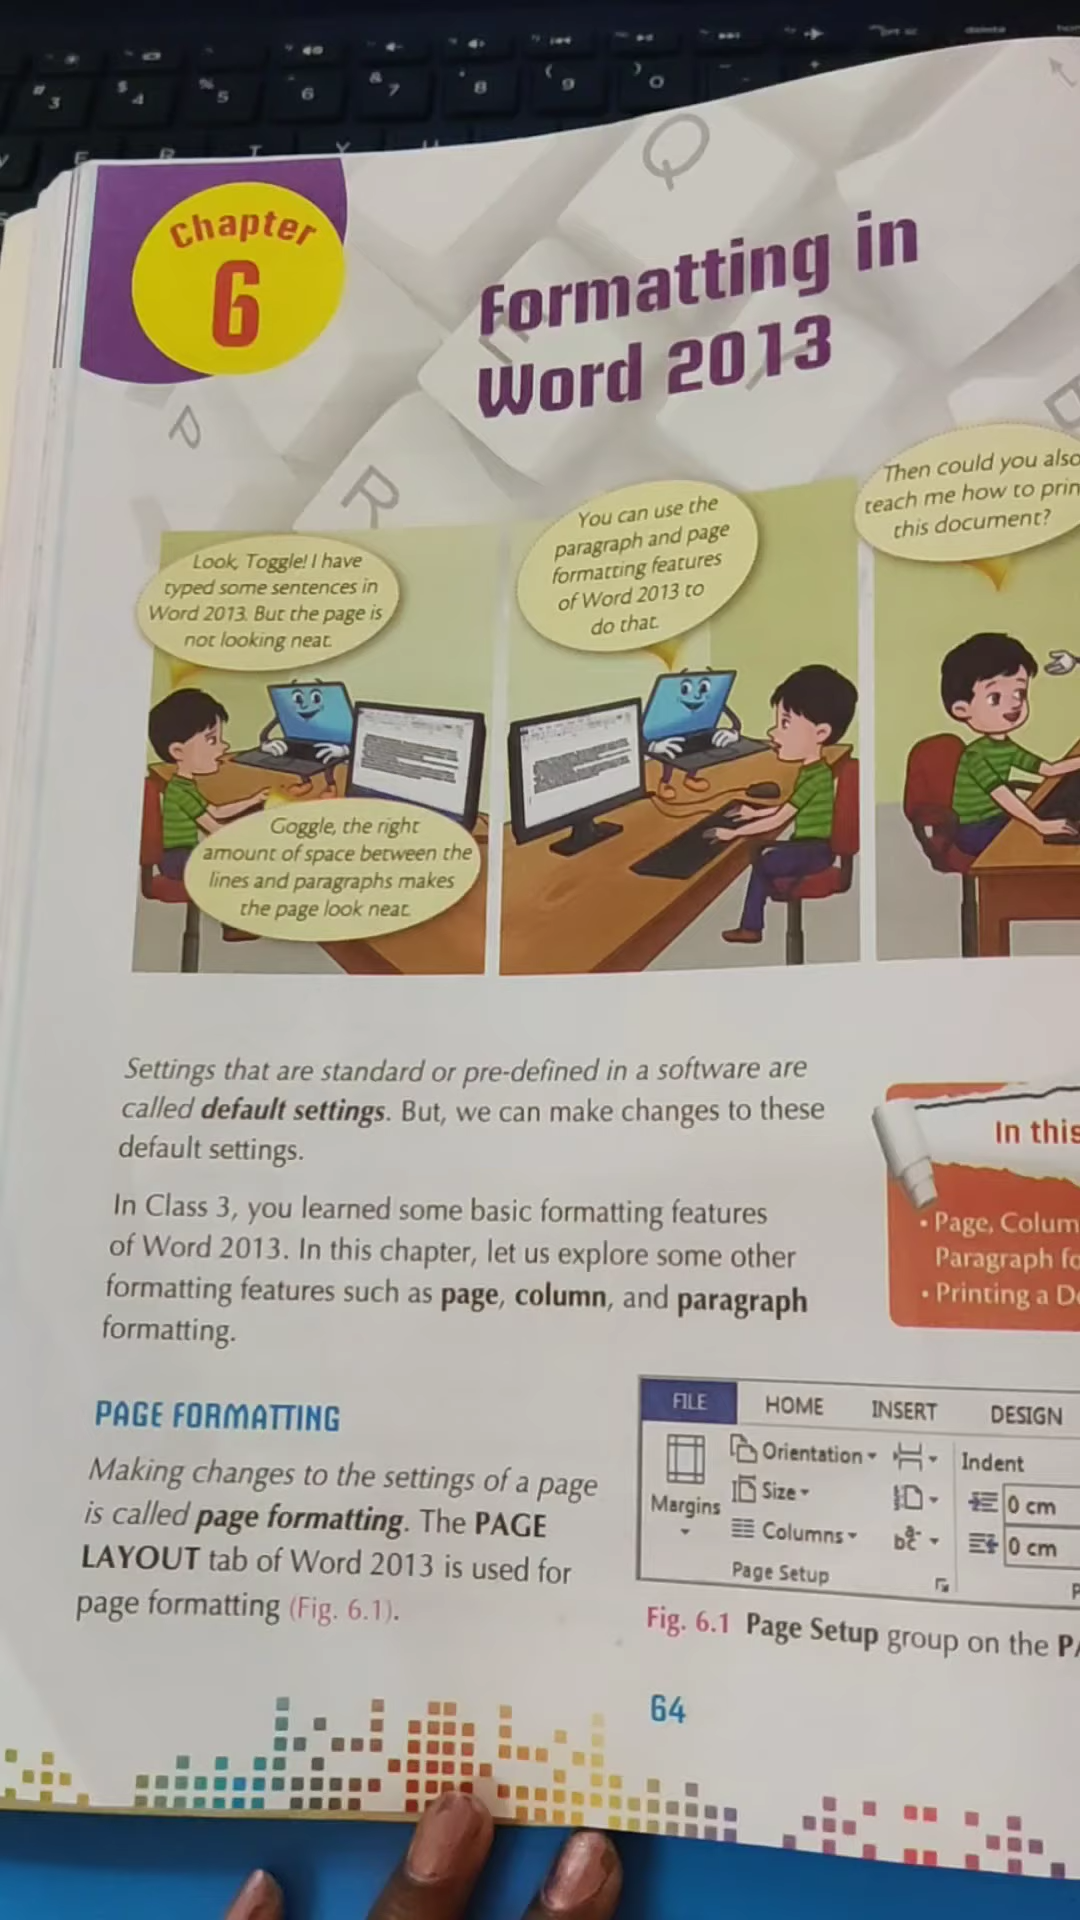 Chapter
6
Formatting in
Word 2013
Look, Toggle! I have
typed some sentences in
Word 2013. But the page is
not looking neat.
Goggle, the right
amount of space between the
lines and paragraphs makes
the page look neat.
You can use the
paragraph and page
formatting features
of Word 2013 to
do that.
Then could you also
teach me how to
this document?
Settings that are standard or pre-defined in a software are
called default settings. But, we can make changes to these
default settings.
In Class 3, you learned some basic formatting features
of Word 2013. In this chapter, let us explore some other
formatting features such as page, column, and paragraph
formatting.
In this
• Page,
Paragraph
• Printing a
PAGE FORMATTING
Making changes to the settings of a page
is called page formatting. The PAGE
LAYOUT tab of Word 2013 is used for
page formatting (Fig. 6.1).
FILE HOME INSERT DESIGN
Margins
Orientation
Size
Columns
Page Setup
Indent
0 cm
0 cm
Fig. 6.1 Page Setup group on the
64